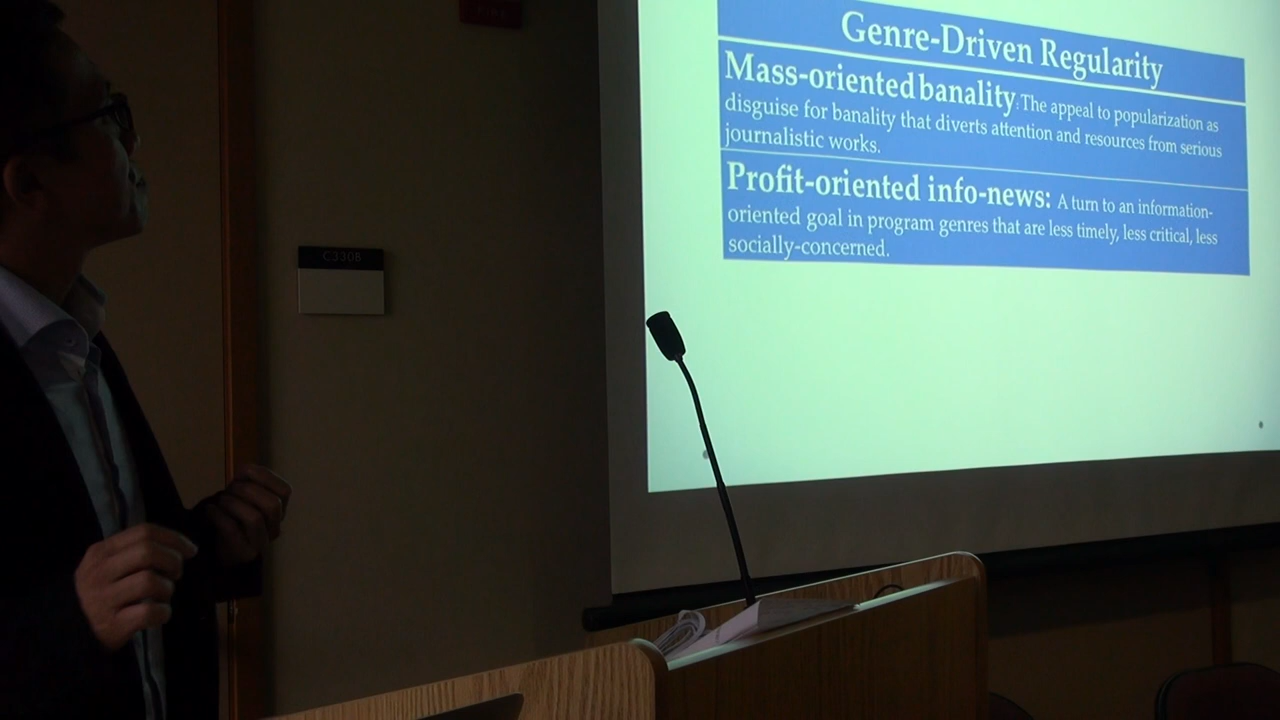 Genre-Driven Regularity
Mass-oriented banality: The appeal to popularization as
disguise for banality that diverts attention and resources from serious
journalistic works.
Profit-oriented info-news: A turn to an information-
oriented goal in program genres that are less timely, less critical, less
socially-concerned.
C3308